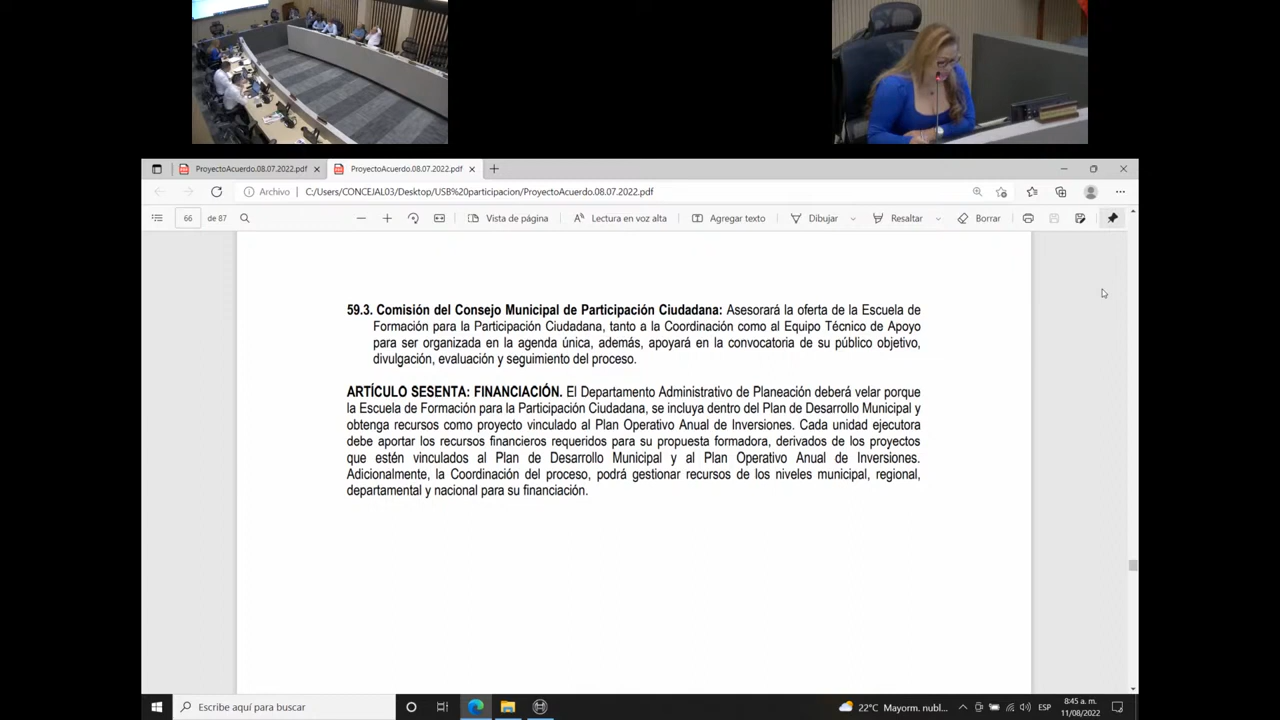 ProyectoAcuerdo.08.07.2022.pdf
ProyectoAcuerdo.08.07.2022.pdf
Archivo
C:/Users/CONCEJAL03/Desktop/USB%20participacion/ProyectoAcuerdo.08.07.2022.pdf
66 de 87
Vista de página
Lectura en voz alta
Agregar texto
Dibujar
Resaltar
Borrar
59.3. Comisión del Consejo Municipal de Participación Ciudadana: Asesorará la oferta de la Escuela de
Formación para la Participación Ciudadana, tanto a la Coordinación como al Equipo Técnico de Apoyo
para ser organizada en la agenda única, además, apoyará en la convocatoria de su público objetivo,
divulgación, evaluación y seguimiento del proceso.
ARTÍCULO SESENTA: FINANCIACIÓN. El Departamento Administrativo de Planeación deberá velar porque
la Escuela de Formación para la Participación Ciudadana, se incluya dentro del Plan de Desarrollo Municipal y
obtenga recursos como proyecto vinculado al Plan Operativo Anual de Inversiones. Cada unidad ejecutora
debe aportar los recursos financieros requeridos para su propuesta formadora, derivados de los proyectos
que estén vinculados al Plan de Desarrollo Municipal y al Plan Operativo Anual de Inversiones.
Adicionalmente, la Coordinación del proceso, podrá gestionar recursos de los niveles municipal, regional,
departamental y nacional para su financiación.
Escribe aquí para buscar
22°C Mayorm. nubl...
ESP
8:45 a. m.
11/08/2022